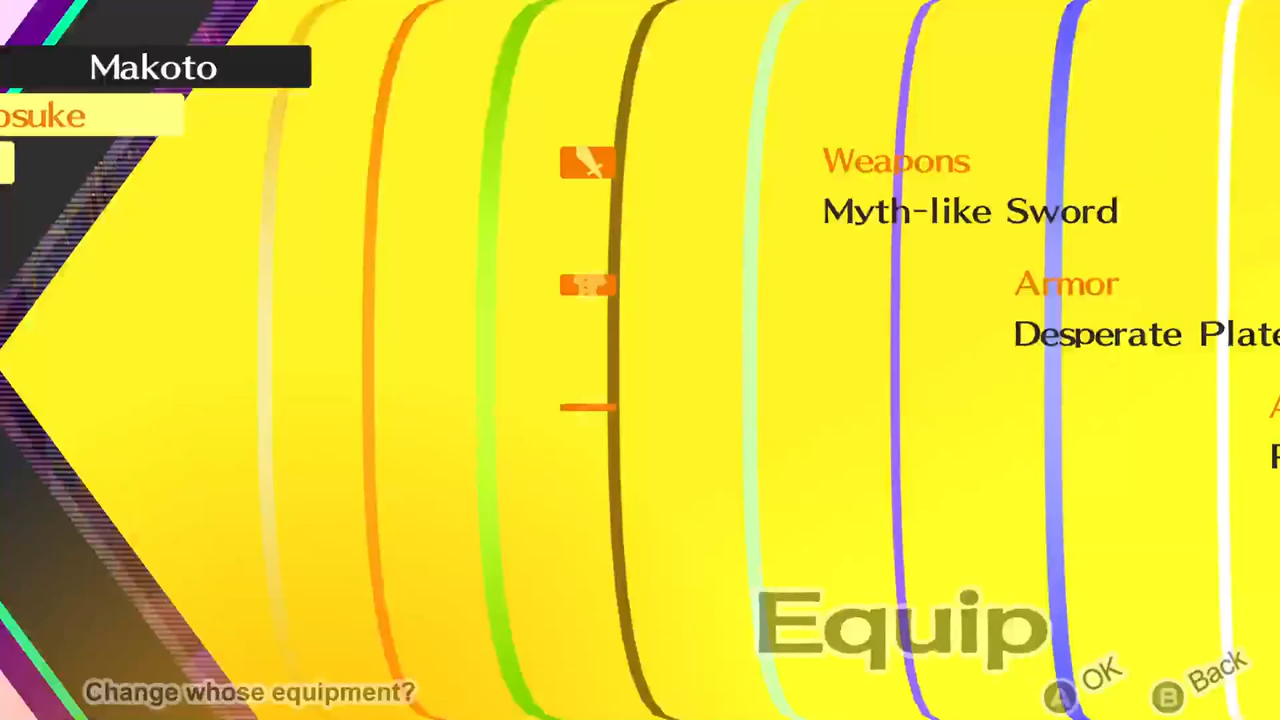 Makoto
osuke
Weapons
Myth-like Sword
Armor
Desperate Plate
Equip
Change whose equipment?
A OK
B Back